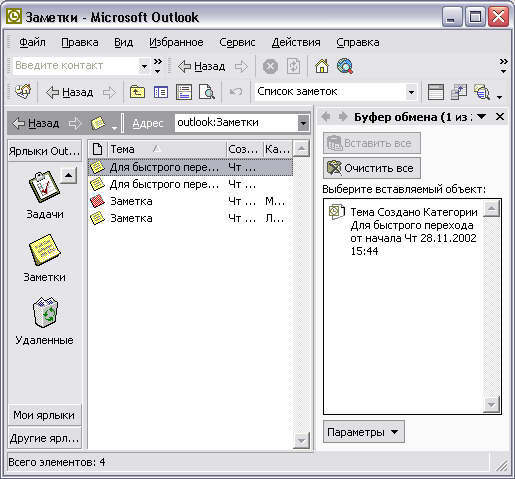 Заметки - Microsoft Outlook
Файл Правка Вид Избранное Сервис Действия Справка
Введите контакт Назад
Назад Список заметок
Назад Адрес outlook:Заметки
Буфер обмена (1 из
Ярлыки Out...
Задачи
Заметки
Удаленные
Мои ярлыки
Другие ярл...
Тема Соз... Ка...
Для быстрого пере... Чт ...
Для быстрого пере... Чт ...
Заметка Чт ... М...
Заметка Чт ... Л...
Вставить все
Очистить все
Выберите вставляемый объект:
Тема Создано Категории
Для быстрого перехода
от начала Чт 28.11.2002
15:44
Параметры
Всего элементов: 4